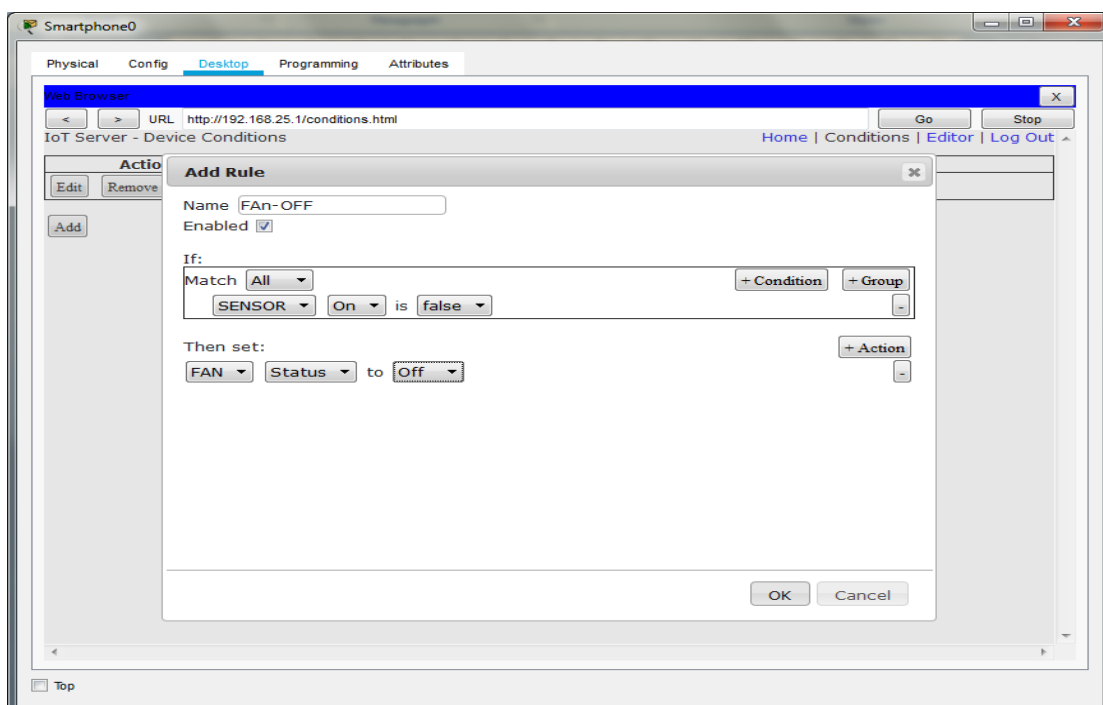 Smartphone0
Physical Config Desktop Programming Attributes
Web Browser X
< > URL http://192.168.25.1/conditions.html Go Stop
IoT Server - Device Conditions Home | Conditions | Editor | Log Out
Actio
Add Rule
Edit Remove
Name FAn-OFF
Add
Enabled
If:
Match All + Condition + Group
SENSOR On is false -
Then set: + Action
FAN Status to Off -
OK Cancel
Top